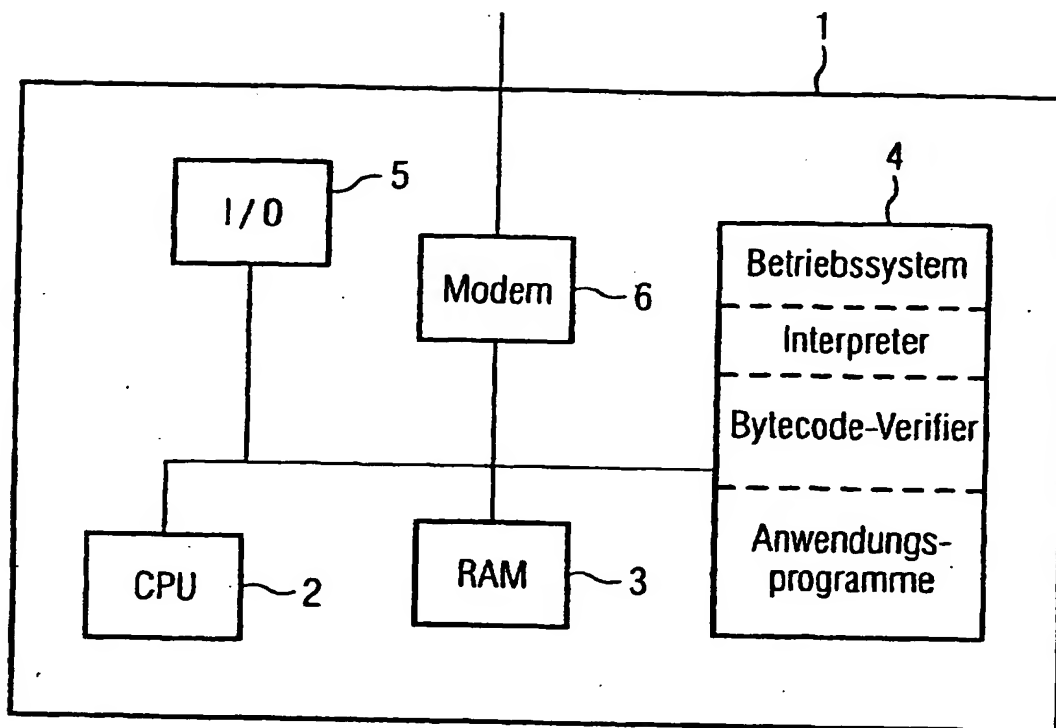 1
4
5
I/O
Betriebssystem
Modem
6
Interpreter
Bytecode-Verifier
CPU
2
RAM
3
Anwendungs-
programme